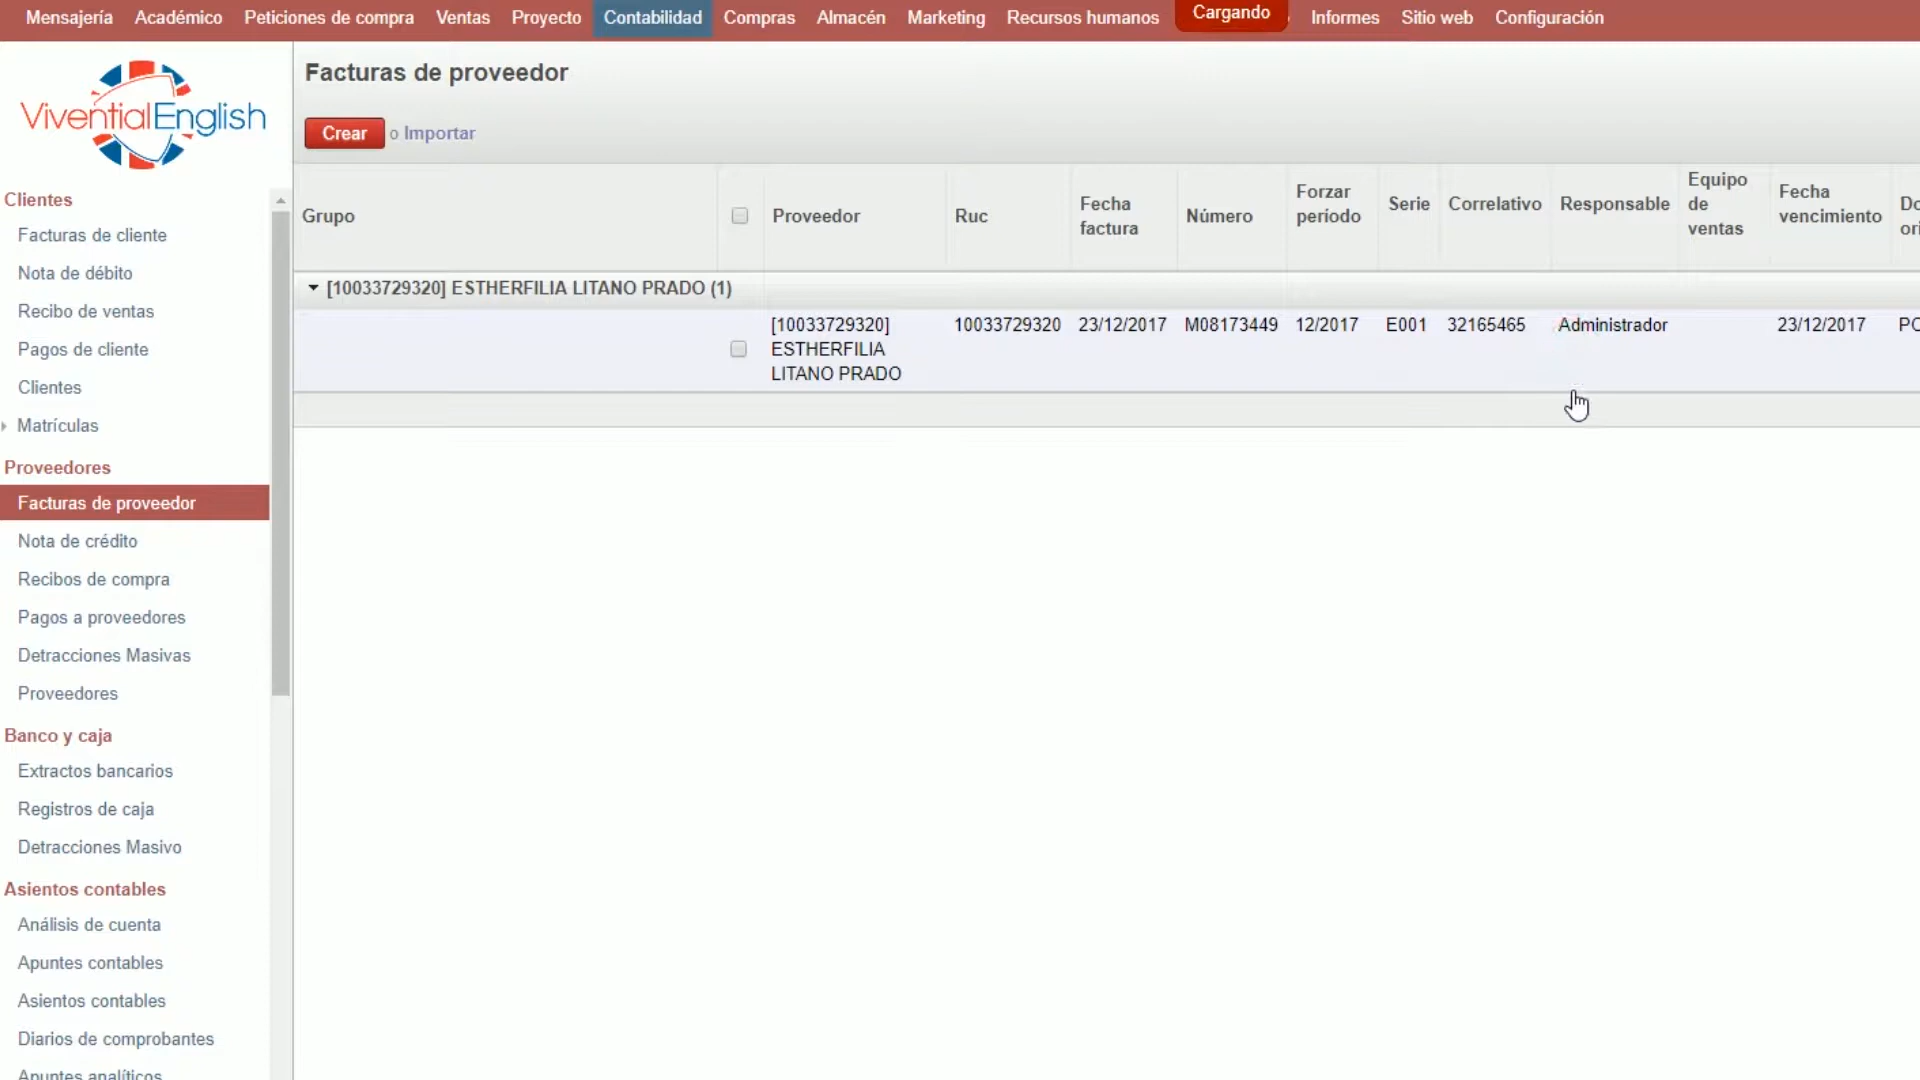 Mensajería Académico Peticiones de compra Ventas Proyecto Contabilidad Compras Almacén Marketing Recursos humanos Cargando Informes Sitio web Configuración
Vivential English
Facturas de proveedor
Crear o Importar
Clientes
Facturas de cliente
Nota de débito
Recibo de ventas
Pagos de cliente
Clientes
Matrículas
Proveedores
Facturas de proveedor
Nota de crédito
Recibos de compra
Pagos a proveedores
Detracciones Masivas
Proveedores
Banco y caja
Extractos bancarios
Registros de caja
Detracciones Masivo
Asientos contables
Análisis de cuenta
Apuntes contables
Asientos contables
Diarios de comprobantes
Apuntes analíticos
Grupo
Proveedor
Ruc
Fecha
factura
Número
Forzar
período
Serie
Correlativo
Responsable
Equipo
de
ventas
Fecha
vencimiento
[10033729320] ESTHERFILIA LITANO PRADO (1)
[10033729320] 10033729320 23/12/2017 M08173449 12/2017 E001 32165465 Administrador 23/12/2017
ESTHERFILIA
LITANO PRADO